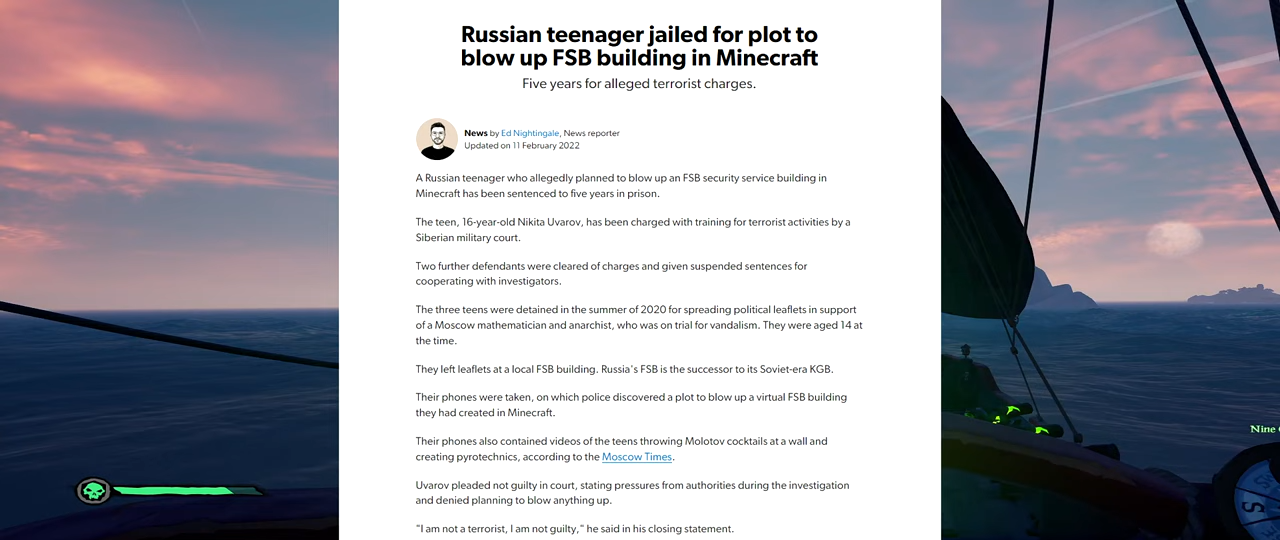 Russian teenager jailed for plot to
blow up FSB building in Minecraft
Five years for alleged terrorist charges.
News by Ed Nightingale, News reporter
Updated on 11 February 2022
A Russian teenager who allegedly planned to blow up an FSB security service building in
Minecraft has been sentenced to five years in prison.
The teen, 16-year-old Nikita Uvarov, has been charged with training for terrorist activities by a
Siberian military court.
Two further defendants were cleared of charges and given suspended sentences for
cooperating with investigators.
The three teens were detained in the summer of 2020 for spreading political leaflets in support
of a Moscow mathematician and anarchist, who was on trial for vandalism. They were aged 14 at
the time.
They left leaflets at a local FSB building. Russia's FSB is the successor to its Soviet-era KGB.
Their phones were taken, on which police discovered a plot to blow up a virtual FSB building
they had created in Minecraft.
Their phones also contained videos of the teens throwing Molotov cocktails at a wall and
creating pyrotechnics, according to the Moscow Times.
Uvarov pleaded not guilty in court, stating pressures from authorities during the investigation
and denied planning to blow anything up.
"I am not a terrorist, I am not guilty," he said in his closing statement.
Nine
S